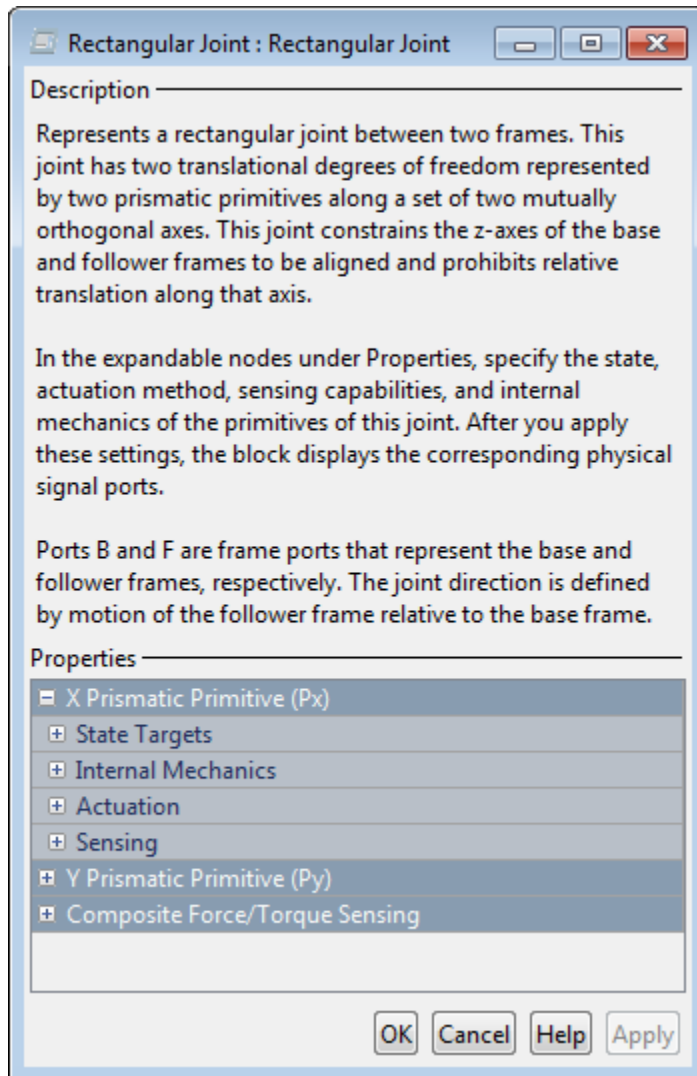 Rectangular Joint : Rectangular Joint
Description
Represents a rectangular joint between two frames. This
joint has two translational degrees of freedom represented
by two prismatic primitives along a set of two mutually
orthogonal axes. This joint constrains the z-axes of the base
and follower frames to be aligned and prohibits relative
translation along that axis.
In the expandable nodes under Properties, specify the state,
actuation method, sensing capabilities, and internal
mechanics of the primitives of this joint. After you apply
these settings, the block displays the corresponding physical
signal ports.
Ports B and F are frame ports that represent the base and
follower frames, respectively. The joint direction is defined
by motion of the follower frame relative to the base frame.
Properties
X Prismatic Primitive (Px)
State Targets
Internal Mechanics
Actuation
Sensing
Y Prismatic Primitive (Py)
Composite Force/Torque Sensing
OK Cancel Help Apply